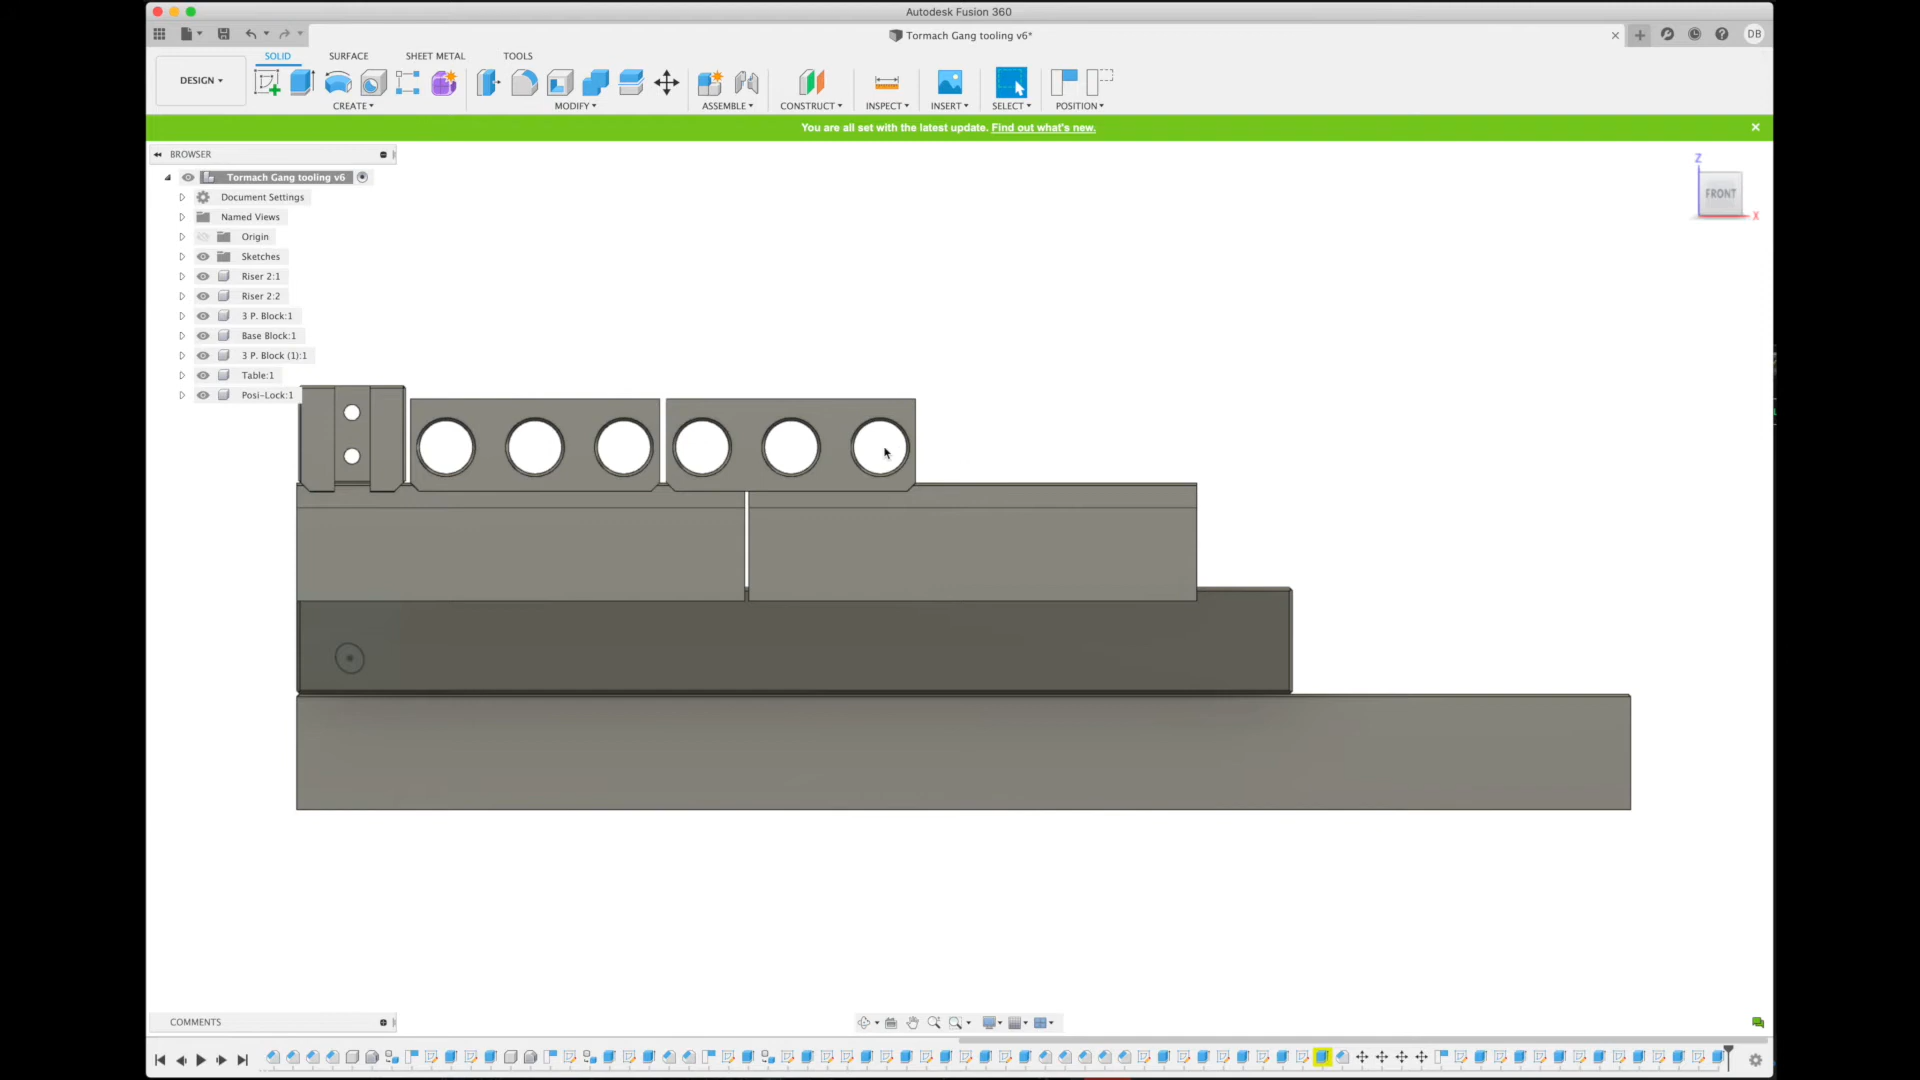 Autodesk Fusion 360
Tormach Gang tooling v6*
DB
DESIGN
SOLID
SURFACE
SHEET METAL
TOOLS
CREATE
MODIFY
ASSEMBLE
CONSTRUCT
INSPECT
INSERT
SELECT
POSITION
You are all set with the latest update. Find out what's new.
BROWSER
Tormach Gang tooling v6
Document Settings
Named Views
Origin
Sketches
Riser 2:1
Riser 2:2
3 P. Block:1
Base Block:1
3 P. Block (1):1
Table:1
Posi-Lock:1
Z
FRONT
X
COMMENTS